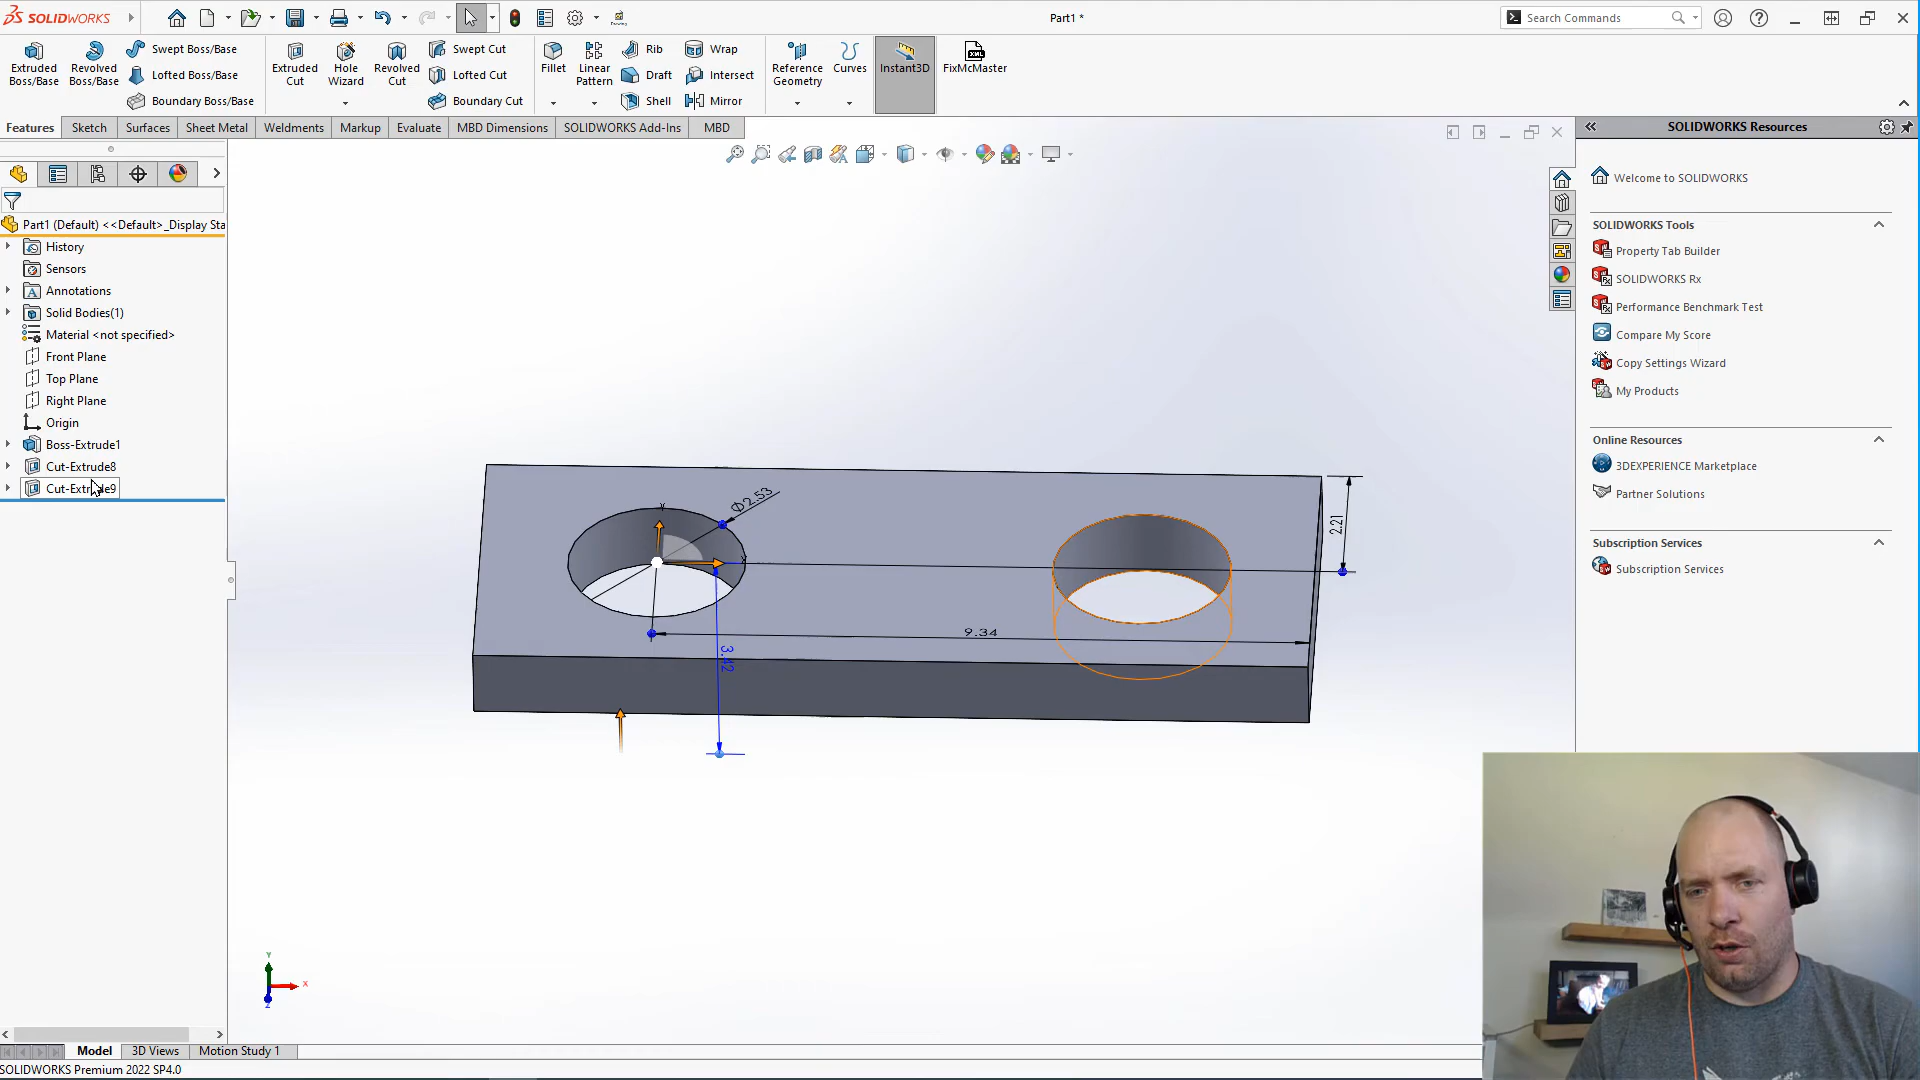 SOLIDWORKS
Part1 *
Search Commands
Extruded Boss/Base
Revolved Boss/Base
Swept Boss/Base
Lofted Boss/Base
Boundary Boss/Base
Extruded Cut
Hole Wizard
Revolved Cut
Swept Cut
Lofted Cut
Boundary Cut
Fillet
Linear Pattern
Rib
Draft
Shell
Wrap
Intersect
Mirror
Reference Geometry
Curves
Instant3D
FixMcMaster
Features
Sketch
Surfaces
Sheet Metal
Weldments
Markup
Evaluate
MBD Dimensions
SOLIDWORKS Add-Ins
MBD
SOLIDWORKS Resources
Part1 (Default) <<Default>_Display Sta
History
Sensors
Annotations
Solid Bodies(1)
Material <not specified>
Front Plane
Top Plane
Right Plane
Origin
Boss-Extrude1
Cut-Extrude8
Cut-Extrude9
Φ2.53
2.21
9.34
3.42
Y
X
Z
Welcome to SOLIDWORKS
SOLIDWORKS Tools
Property Tab Builder
SOLIDWORKS Rx
Performance Benchmark Test
Compare My Score
Copy Settings Wizard
My Products
Online Resources
3DEXPERIENCE Marketplace
Partner Solutions
Subscription Services
Subscription Services
Model
3D Views
Motion Study 1
SOLIDWORKS Premium 2022 SP4.0